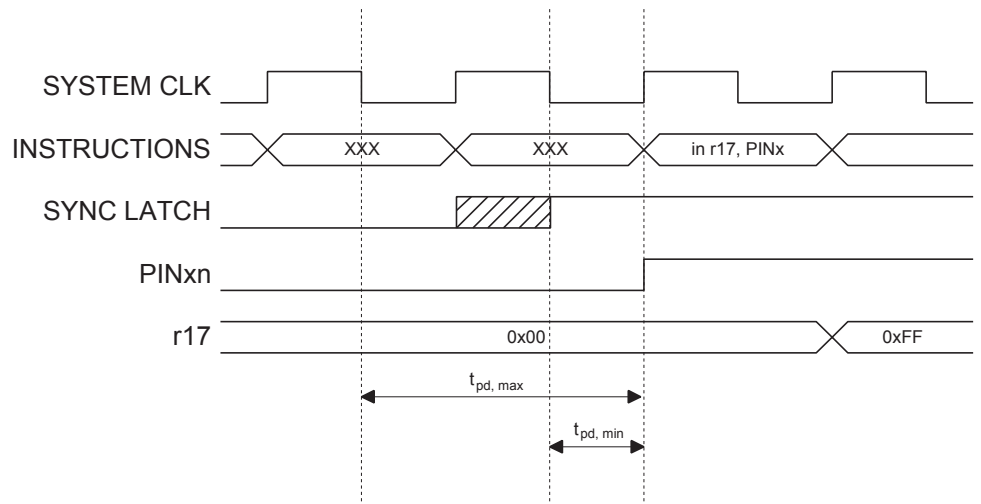 SYSTEM CLK
INSTRUCTIONS XXX XXX in r17, PINx
SYNC LATCH
PINxn
r17 0x00 0xFF
tpd, max
tpd, min